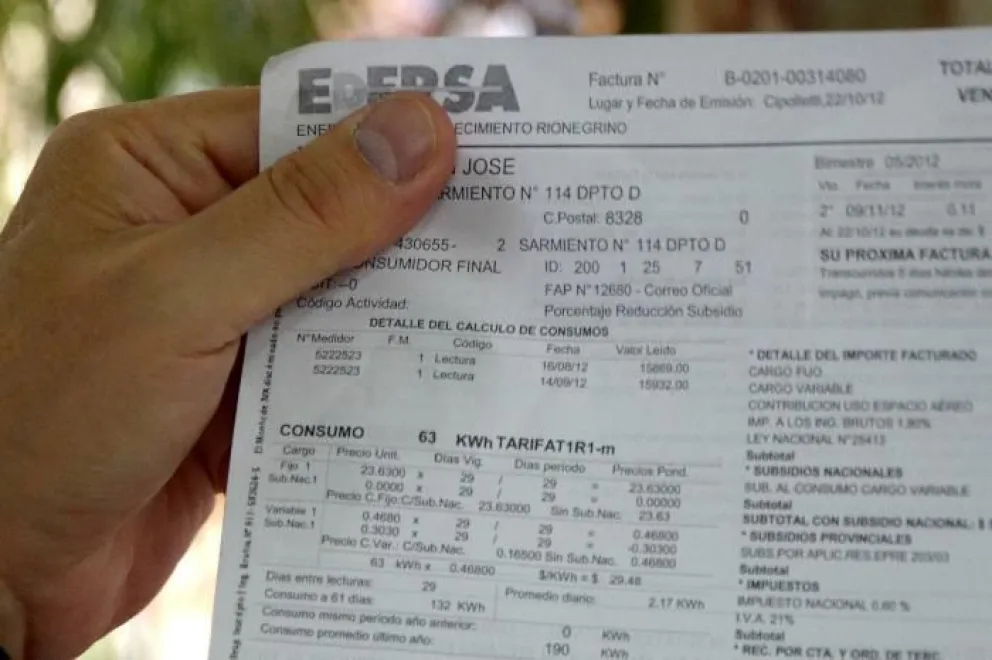 EDERSA
Factura N° B-0201-00314080
TOTAL
Lugar y Fecha de Emisión: Cipolletti,22/10/12
VEN
ENE ECIMIENTO RIONEGRINO
JOSE
RMIENTO N° 114 DPTO D
C.Postal: 8328 0
430655- 2 SARMIENTO N° 114 DPTO D
ONSUMIDOR FINAL
ID: 200 1 25 7 51
FAP N°12680 - Correo Oficial
Código Actividad:
Porcentaje Reducción Subsidio
Bimestre 05/2012
Vto. Fecha Interés mora
2° 09/11/12 0.11
Al: 22/10/12 su deuda es de: $
SU PROXIMA FACTURA
DETALLE DEL CALCULO DE CONSUMOS
N°Medidor F.M. Código Fecha Valor Leído
5222523 1 Lectura 16/08/12 15869.00
5222523 1 Lectura 14/09/12 15932.00
CONSUMO 63 KWh TARIFAT1R1-m
Cargo Precio Unit. Días Vig. Días período Precios Pond.
Fijo 1 23.6300 x 29 / 29 = 23.63000
Sub.Nac.1 0.0000 x 29 / 29 = 0.00000
Precio C.Fijo:C/Sub.Nac. 23.63000 Sin Sub.Nac. 23.63
Variable 1 0.4680 x 29 / 29 = 0.46800
Sub.Nac.1 0.3030 x 29 / 29 = -0.30300
Precio C.Var.: C/Sub.Nac. 0.16500 Sin Sub.Nac. 0.46800
63 kWh x 0.46800 $/KWh = $ 29.48
Días entre lecturas: 29 Promedio diario: 2.17 KWh
Consumo a 61 días: 132 KWh
Consumo mismo período año anterior: 0 KWh
Consumo promedio último año: 190 KWh
* DETALLE DEL IMPORTE FACTURADO
CARGO FIJO
CARGO VARIABLE
CONTRIBUCION USO ESPACIO AÉREO
IMP. A LOS ING. BRUTOS 1,80%
LEY NACIONAL N°25413
Subtotal
* SUBSIDIOS NACIONALES
SUB. AL CONSUMO CARGO VARIABLE
Subtotal
SUBTOTAL CON SUBSIDIO NACIONAL: $
* SUBSIDIOS PROVINCIALES
SUBS.POR APLIC.RES.EPRE 203/03
Subtotal
* IMPUESTOS
IMPUESTO NACIONAL 0,60 %
I.V.A. 21%
Subtotal
* REC. POR CTA. Y ORD. DE TERC.